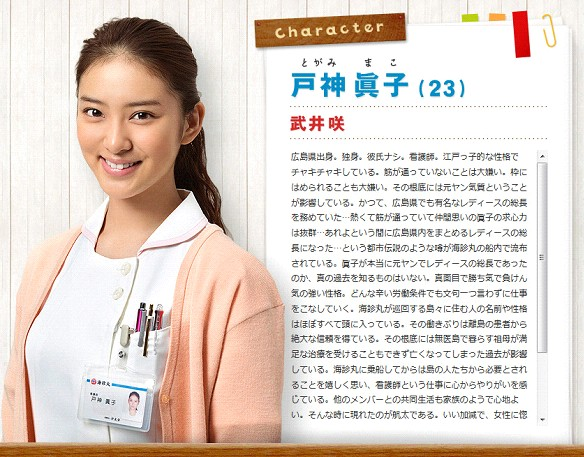 Character
とがみ まこ
戸神 眞子 (23)
武井咲
広島県出身。独身。彼氏ナシ。看護師。江戸っ子的な性格で
チャキチャキしている。筋が通っていないことは大嫌い。枠に
はめられることも大嫌い。その根底には元ヤン気質ということ
が影響している。かつて、広島県でも有名なレディースの総長
を務めていた…熱くて筋が通っていて仲間思いの眞子の求心力
は抜群…あれよという間に広島県内をまとめるレディースの総
長になった…という都市伝説のような噂が海診丸の船内で流布
されている。眞子が本当に元ヤンでレディースの総長であった
のか、真の過去を知るものはいない。真面目で勝ち気で負けん
気の強い性格。どんな辛い労働条件でも文句一つ言わずに仕事
をこなしていく。海診丸が巡回する島々に住む人の名前や性格
はほぼすべて頭に入っている。その働きぶりは離島の患者から
絶大な信頼を得ている。その根底には無医島で暮らす祖母が満
足な治療を受けることもできず亡くなってしまった過去が影響
している。海診丸に乗船してからは島の人たちから必要とされ
ることを嬉しく思い、看護師という仕事に心からやりがいを感
じている。他のメンバーとの共同生活も家族のようで心地よ
い。そんな時に現れたのが航太である。いい加減で、女性に惚
海診丸
看護師
戸神 眞子